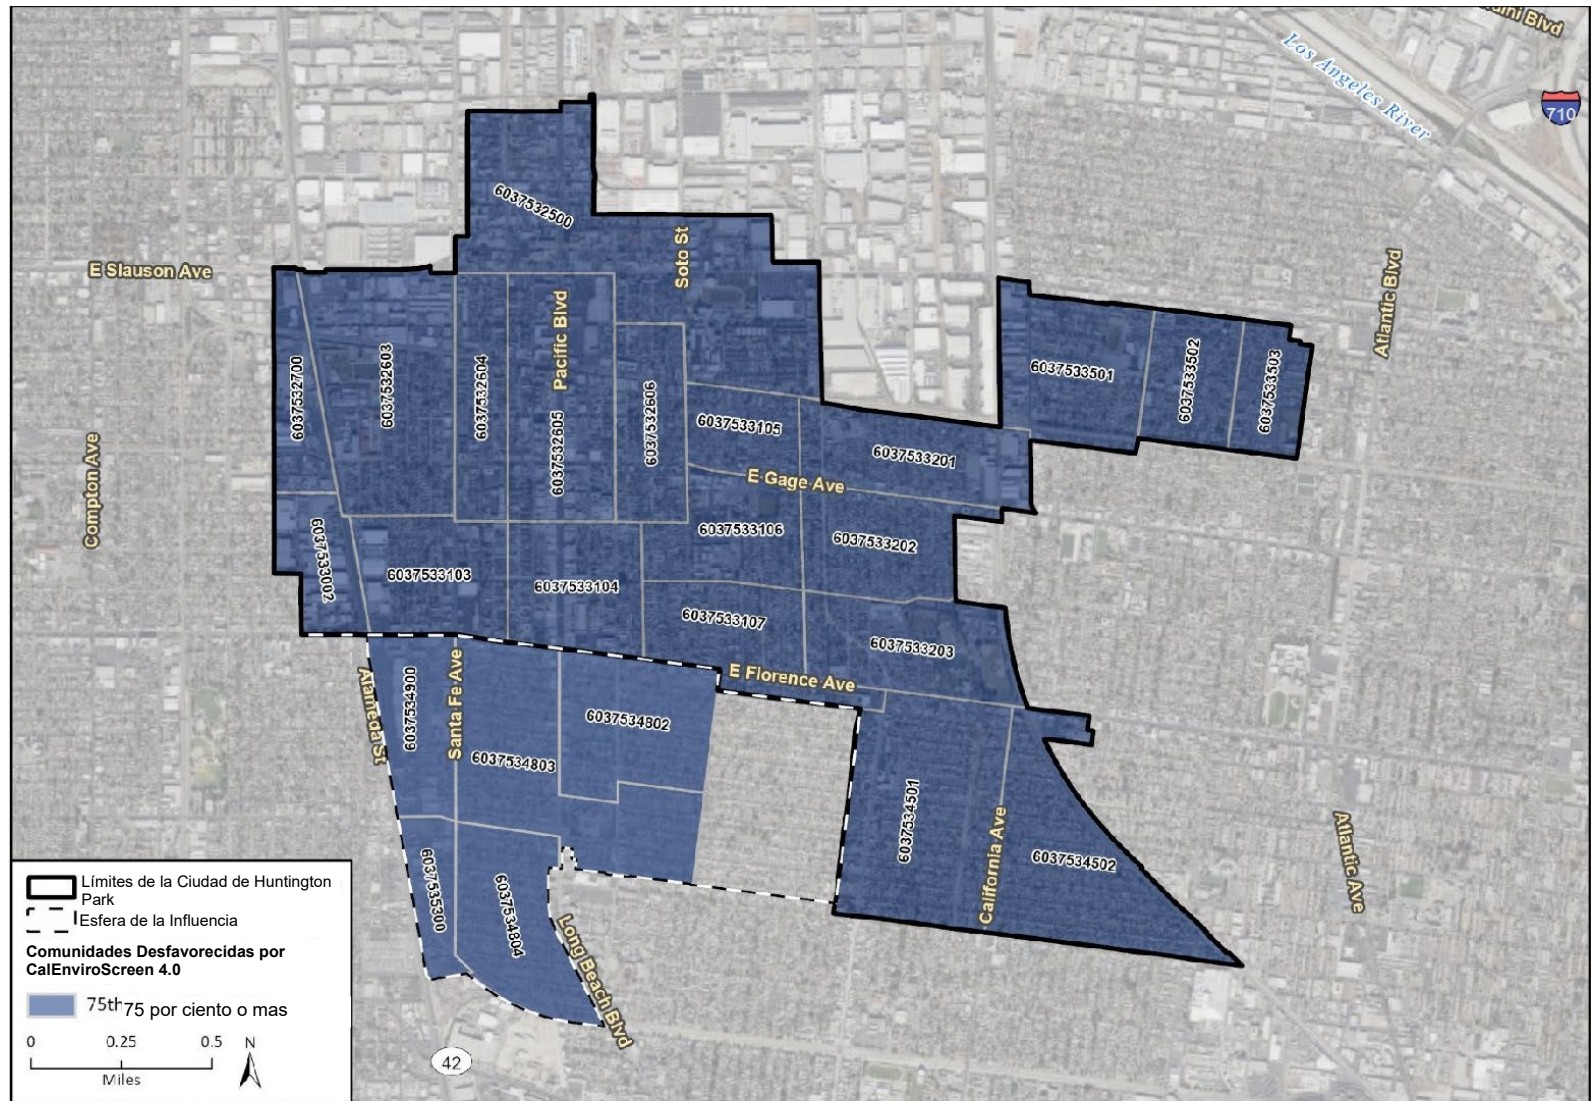 Los Angeles River
710
E Slauson Ave
Soto St
Pacific Blvd
Atlantic Blvd
Compton Ave
6037532500
6037532700
6037532603
6037532604
6037532605
6037532606
6037533105
6037533201
6037533501
6037533502
6037533503
E Gage Ave
6037533106
6037533202
6037533002
6037533103
6037533104
6037533107
6037533203
E Florence Ave
Alameda St
6037534900
Santa Fe Ave
6037534803
6037534802
6037534501
California Ave
6037534502
Atlantic Ave
6037535300
6037534804
Long Beach Blvd
42
Límites de la Ciudad de Huntington
Park
Esfera de la Influencia
Comunidades Desfavorecidas por
CalEnviroScreen 4.0
75th 75 por ciento o mas
0 0.25 0.5
Miles
N